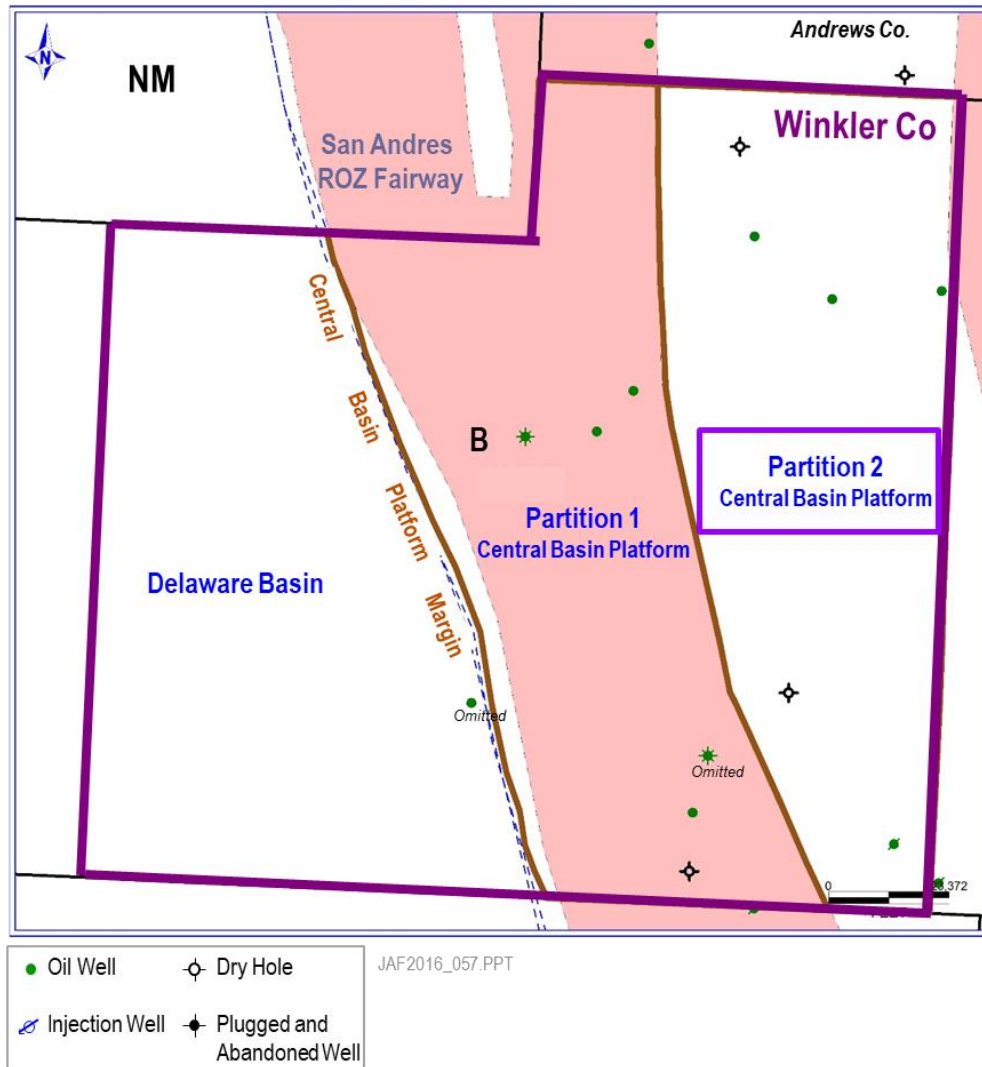 Andrews Co.
N
NM
Winkler Co
San Andres
ROZ Fairway
Central
Basin
Platform
Margin
B
Partition 2
Central Basin Platform
Partition 1
Central Basin Platform
Delaware Basin
Omitted
Omitted
0
Oil Well
Dry Hole
JAF2016_057.PPT
Injection Well
Plugged and
Abandoned Well